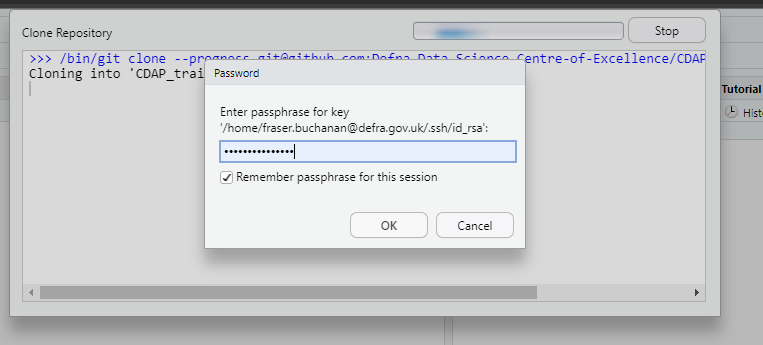 Clone Repository
Stop
>>> /bin/git clone --progress git@github.com:Defra-Data-Science-Centre-of-Excellence/CDAP
Cloning into 'CDAP_trai
Password
Enter passphrase for key
'/home/fraser.buchanan@defra.gov.uk/.ssh/id_rsa':
•••••••••••••••
Remember passphrase for this session
OK
Cancel
Tutorial
Hist